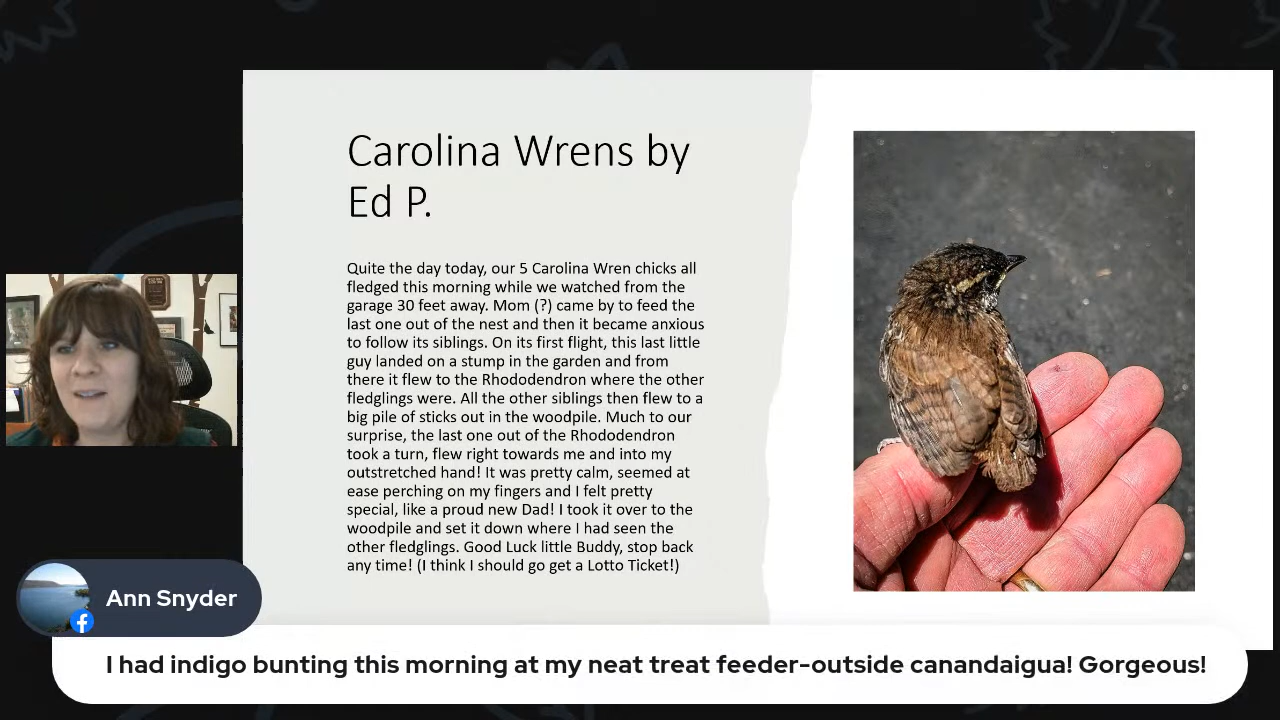 Carolina Wrens by
Ed P.
Quite the day today, our 5 Carolina Wren chicks all
fledged this morning while we watched from the
garage 30 feet away. Mom (?) came by to feed the
last one out of the nest and then it became anxious
to follow its siblings. On its first flight, this last little
guy landed on a stump in the garden and from
there it flew to the Rhododendron where the other
fledglings were. All the other siblings then flew to a
big pile of sticks out in the woodpile. Much to our
surprise, the last one out of the Rhododendron
took a turn, flew right towards me and into my
outstretched hand! It was pretty calm, seemed at
ease perching on my fingers and I felt pretty
special, like a proud new Dad! I took it over to the
woodpile and set it down where I had seen the
other fledglings. Good Luck little Buddy, stop back
any time! (I think I should go get a Lotto Ticket!)
Ann Snyder
I had indigo bunting this morning at my neat treat feeder-outside canandaigua! Gorgeous!